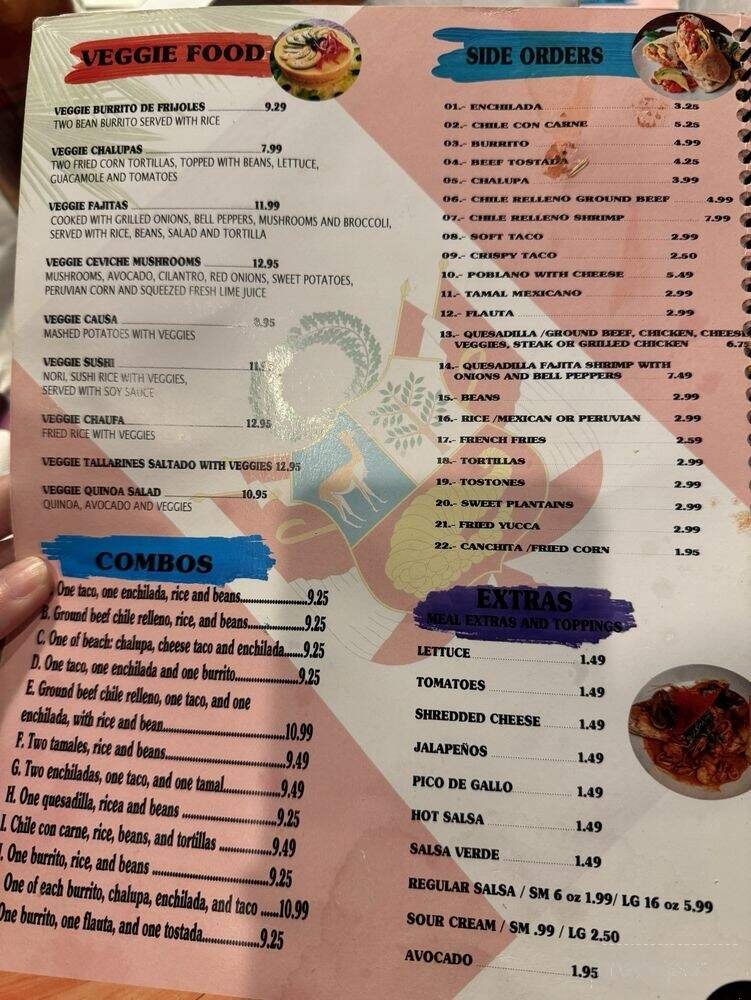 VEGGIE FOOD
VEGGIE BURRITO DE FRIJOLES 9.29
TWO BEAN BURRITO SERVED WITH RICE
VEGGIE CHALUPAS 7.99
TWO FRIED CORN TORTILLAS, TOPPED WITH BEANS, LETTUCE,
GUACAMOLE AND TOMATOES
VEGGIE FAJITAS 11.99
COOKED WITH GRILLED ONIONS, BELL PEPPERS, MUSHROOMS AND BROCCOLI,
SERVED WITH RICE, BEANS, SALAD AND TORTILLA
VEGGIE CEVICHE MUSHROOMS 12.95
MUSHROOMS, AVOCADO, CILANTRO, RED ONIONS, SWEET POTATOES,
PERUVIAN CORN AND SQUEEZED FRESH LIME JUICE
VEGGIE CAUSA 8.95
MASHED POTATOES WITH VEGGIES
VEGGIE SUSHI
NORI, SUSHI RICE WITH VEGGIES,
SERVED WITH SOY SAUCE
VEGGIE CHAUFA 12.95
FRIED RICE WITH VEGGIES
VEGGIE TALLARINES SALTADO WITH VEGGIES 12.95
VEGGIE QUINOA SALAD 10.95
QUINOA, AVOCADO AND VEGGIES
COMBOS
One taco, one enchilada, rice and beans 9.25
B. Ground beef chile relleno, rice, and beans 9.25
C. One of beach: chalupa, cheese taco and enchilada 9.25
D. One taco, one enchilada and one burrito 9.25
E. Ground beef chile relleno, one taco, and one
enchilada, with rice and bean 10.99
F. Two tamales, rice and beans 9.49
G. Two enchiladas, one taco, and one tamal 9.49
H. One quesadilla, ricea and beans 9.25
I. Chile con carne, rice, beans, and tortillas 9.49
One burrito, rice, and beans 9.25
One of each burrito, chalupa, enchilada, and taco 10.99
One burrito, one flauta, and one tostada 9.25
SIDE ORDERS
01.- ENCHILADA 3.25
02.- CHILE CON CARNE 5.25
03.- BURRITO 4.99
04.- BEEF TOSTADA 4.25
05.- CHALUPA 3.99
06.- CHILE RELLENO GROUND BEEF 4.99
07.- CHILE RELLENO SHRIMP 7.99
08.- SOFT TACO 2.99
09.- CRISPY TACO 2.50
10.- POBLANO WITH CHEESE 5.49
11.- TAMAL MEXICANO 2.99
12.- FLAUTA 2.99
13.- QUESADILLA /GROUND BEEF, CHICKEN, CHEESE
VEGGIES, STEAK OR GRILLED CHICKEN 6.75
14.- QUESADILLA FAJITA SHRIMP WITH
ONIONS AND BELL PEPPERS 7.49
15.- BEANS 2.99
16.- RICE /MEXICAN OR PERUVIAN 2.99
17.- FRENCH FRIES 2.59
18.- TORTILLAS 2.99
19.- TOSTONES 2.99
20.- SWEET PLANTAINS 2.99
21.- FRIED YUCCA 2.99
22.- CANCHITA /FRIED CORN 1.95
EXTRAS
MEAL EXTRAS AND TOPPINGS
LETTUCE 1.49
TOMATOES 1.49
SHREDDED CHEESE 1.49
JALAPEÑOS 1.49
PICO DE GALLO 1.49
HOT SALSA 1.49
SALSA VERDE 1.49
REGULAR SALSA / SM 6 oz 1.99/ LG 16 oz 5.99
SOUR CREAM / SM .99 / LG 2.50
AVOCADO 1.95